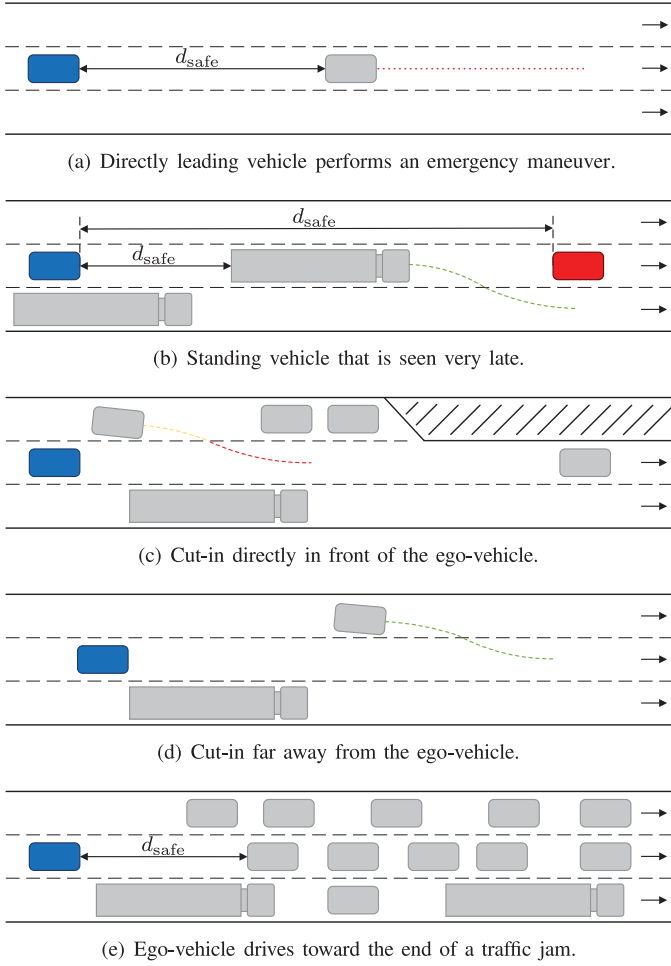 d_safe
(a) Directly leading vehicle performs an emergency maneuver.
d_safe
d_safe
(b) Standing vehicle that is seen very late.
(c) Cut-in directly in front of the ego-vehicle.
(d) Cut-in far away from the ego-vehicle.
d_safe
(e) Ego-vehicle drives toward the end of a traffic jam.